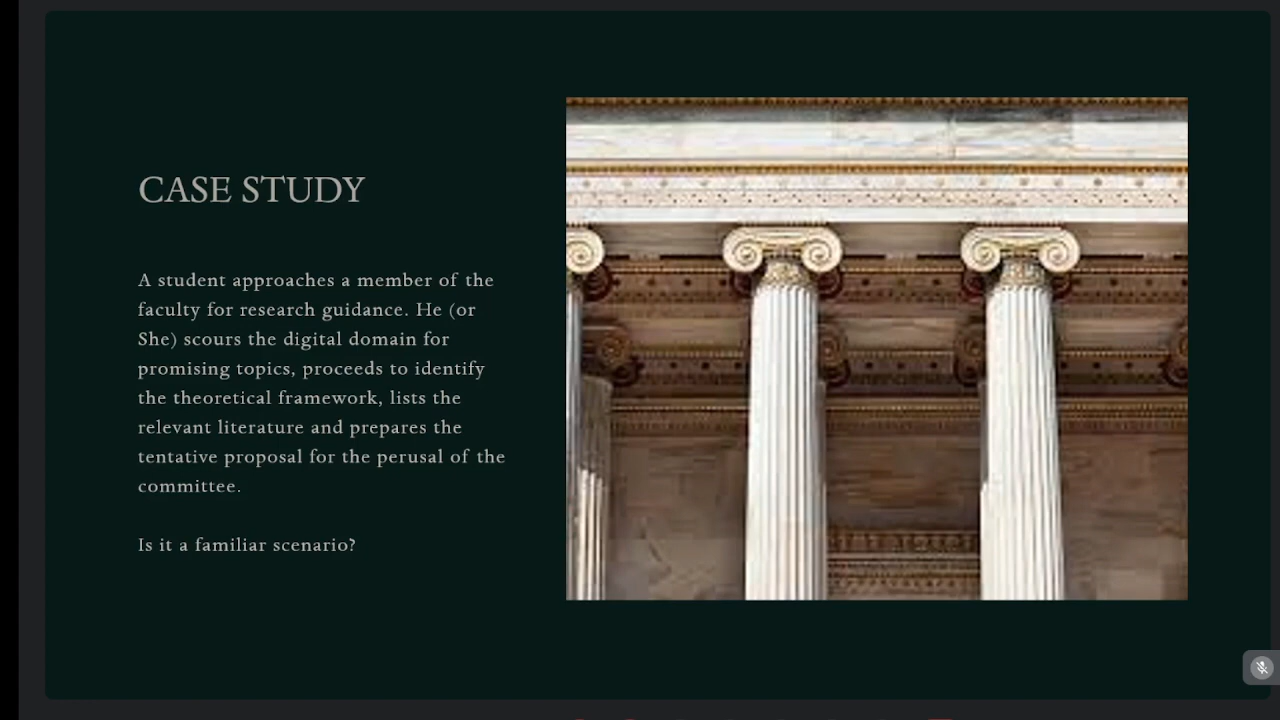 CASE STUDY
A student approaches a member of the
faculty for research guidance. He (or
She) scours the digital domain for
promising topics, proceeds to identify
the theoretical framework, lists the
relevant literature and prepares the
tentative proposal for the perusal of the
committee.
Is it a familiar scenario?